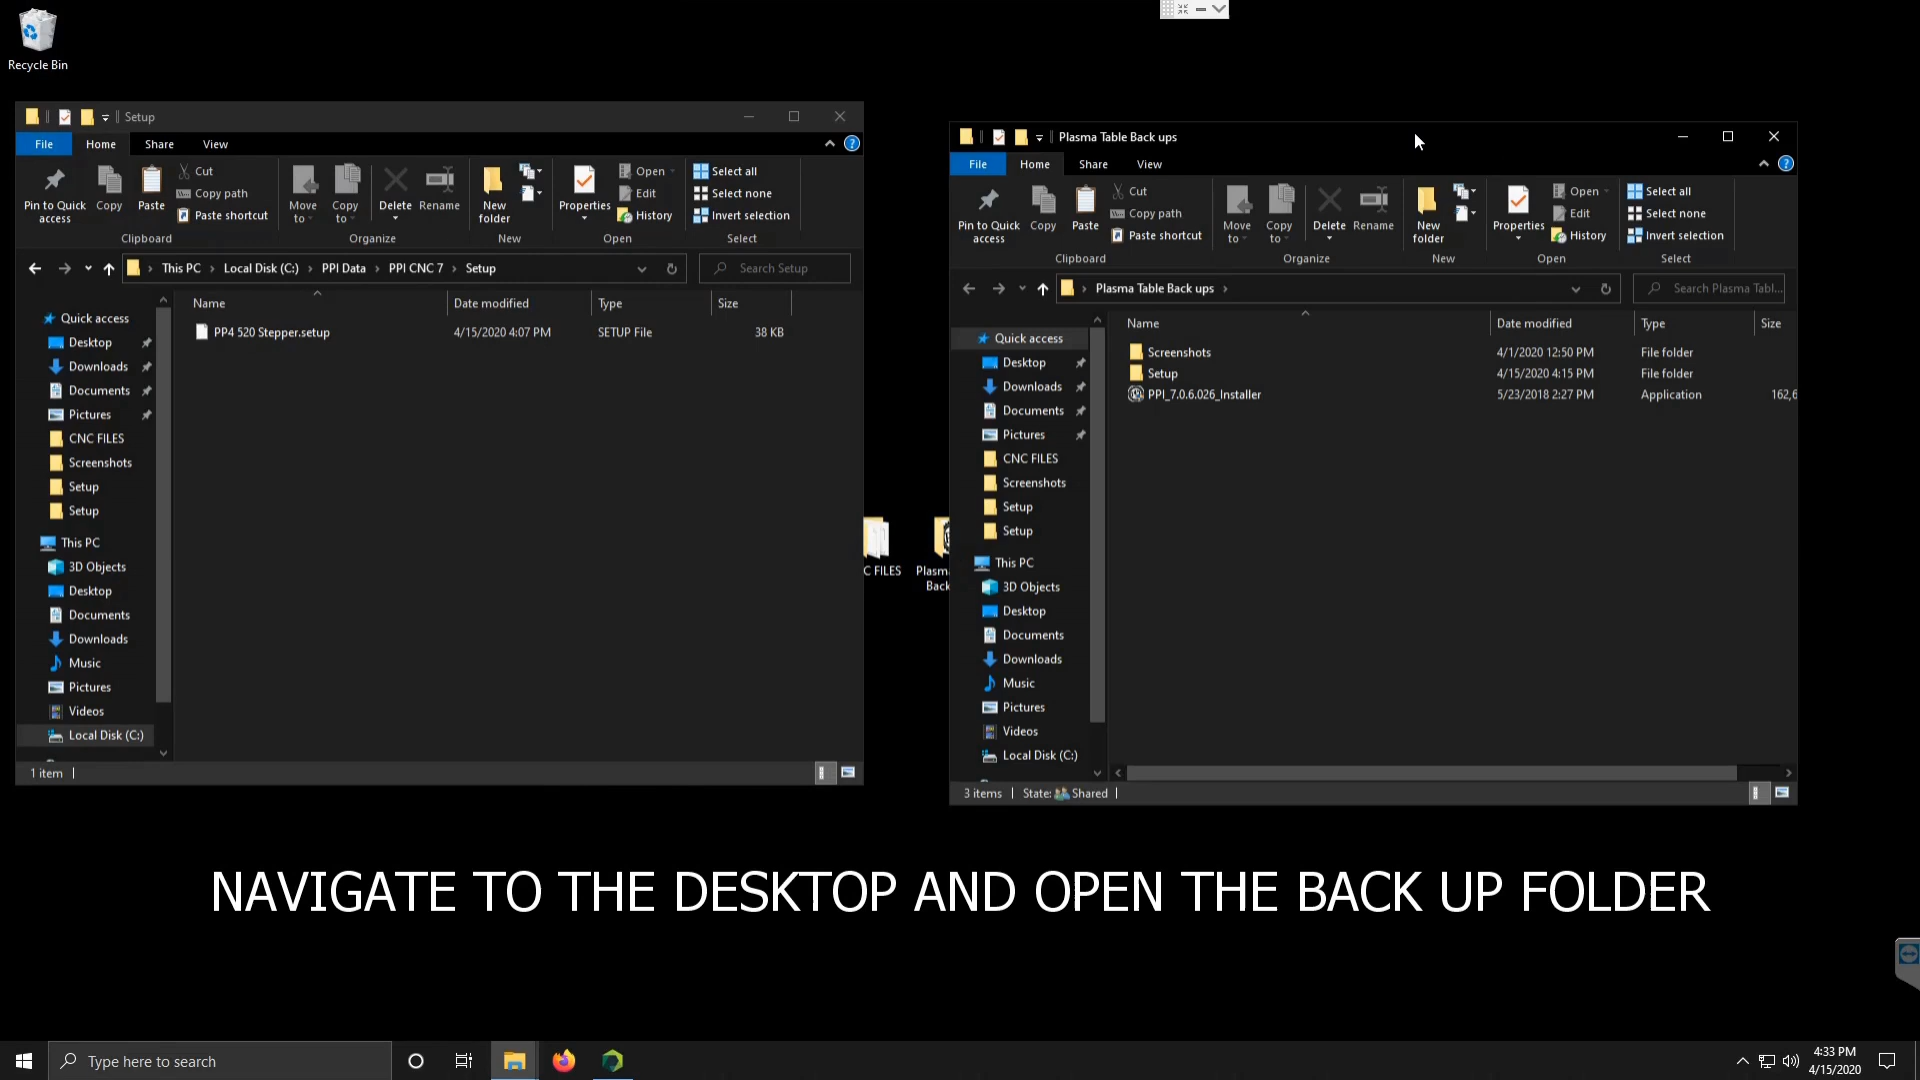 Recycle Bin
Setup
File Home Share View
Pin to Quick access
Copy
Paste
Cut
Copy path
Paste shortcut
Clipboard
Move to
Copy to
Delete
Rename
Organize
New folder
New
Properties
Open
Edit
History
Open
Select all
Select none
Invert selection
Select
This PC > Local Disk (C:) > PPI Data > PPI CNC 7 > Setup
Search Setup
Name Date modified Type Size
PP4 520 Stepper.setup 4/15/2020 4:07 PM SETUP File 38 KB
Quick access
Desktop
Downloads
Documents
Pictures
CNC FILES
Screenshots
Setup
Setup
This PC
3D Objects
Desktop
Documents
Downloads
Music
Pictures
Videos
Local Disk (C:)
1 item
C FILES
Plasma
Back
Plasma Table Back ups
File Home Share View
Pin to Quick access
Copy
Paste
Cut
Copy path
Paste shortcut
Clipboard
Move to
Copy to
Delete
Rename
Organize
New folder
New
Properties
Open
Edit
History
Open
Select all
Select none
Invert selection
Select
Plasma Table Back ups >
Search Plasma Tabl...
Name Date modified Type Size
Screenshots 4/1/2020 12:50 PM File folder
Setup 4/15/2020 4:15 PM File folder
PPI_7.0.6.026_Installer 5/23/2018 2:27 PM Application 162,6
Quick access
Desktop
Downloads
Documents
Pictures
CNC FILES
Screenshots
Setup
Setup
This PC
3D Objects
Desktop
Documents
Downloads
Music
Pictures
Videos
Local Disk (C:)
3 items State: Shared
NAVIGATE TO THE DESKTOP AND OPEN THE BACK UP FOLDER
Type here to search
4:33 PM
4/15/2020